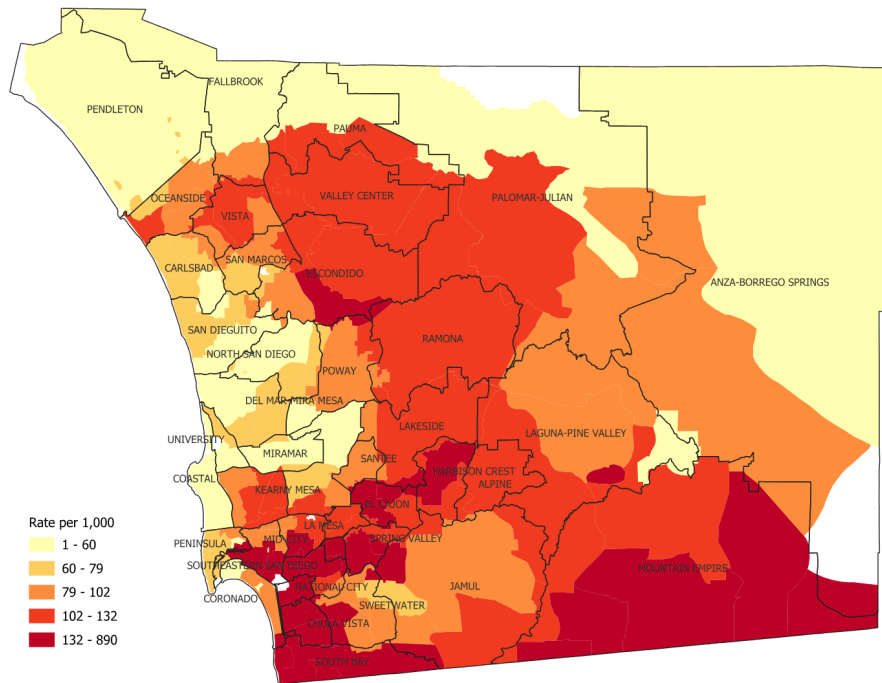 FALLBROOK
PENDLETON
PAUMA
OCEANSIDE
VALLEY CENTER
PALOMAR-JULIAN
VISTA
CARLSBAD
SAN MARCOS
ESCONDIDO
ANZA-BORREGO SPRINGS
SAN DIEGUITO
NORTH SAN DIEGO
RAMONA
POWAY
DEL MAR-MIRA MESA
LAKESIDE
LAGUNA-PINE VALLEY
UNIVERSITY
MIRAMAR
SANTEE
HARBISON CREST
COASTAL
KEARNY MESA
ALPINE
EL CAJON
LA MESA
PENINSULA
MID-CITY
SPRING VALLEY
SOUTHEASTERN SAN DIEGO
MOUNTAIN EMPIRE
NATIONAL CITY
JAMUL
CORONADO
SWEETWATER
CHULA VISTA
SOUTH BAY
Rate per 1,000
1 - 60
60 - 79
79 - 102
102 - 132
132 - 890